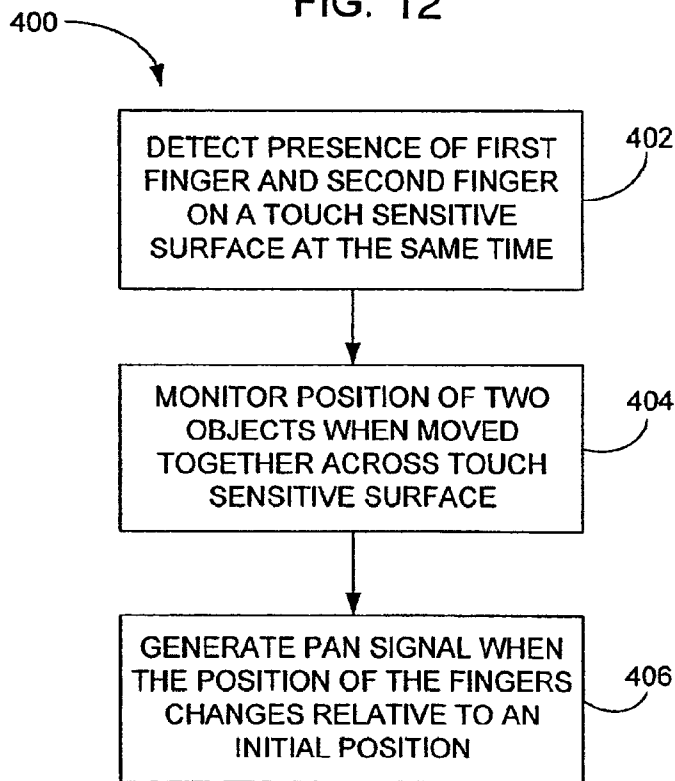 FIG. 12
400
DETECT PRESENCE OF FIRST
FINGER AND SECOND FINGER
ON A TOUCH SENSITIVE
SURFACE AT THE SAME TIME
402
MONITOR POSITION OF TWO
OBJECTS WHEN MOVED
TOGETHER ACROSS TOUCH
SENSITIVE SURFACE
404
GENERATE PAN SIGNAL WHEN
THE POSITION OF THE FINGERS
CHANGES RELATIVE TO AN
INITIAL POSITION
406